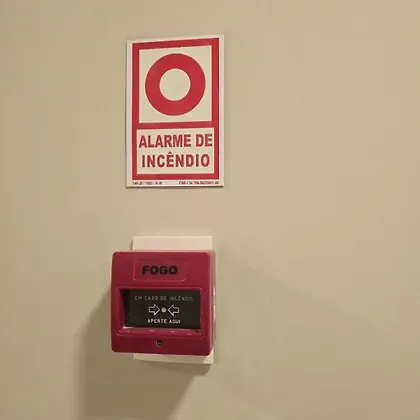 ALARME DE
INCÊNDIO
FOGO
EM CASO DE INCÊNDIO
APERTE AQUI